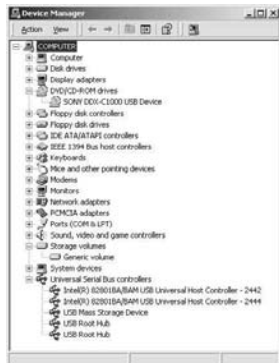 Device Manager
Action View
COMPUTER
Computer
Disk drives
Display adapters
DVD/CD-ROM drives
SONY DDX-C1000 USB Device
Floppy disk controllers
Floppy disk drives
IDE ATA/ATAPI controllers
IEEE 1394 Bus host controllers
Keyboards
Mice and other pointing devices
Modems
Monitors
Network adapters
PCMCIA adapters
Ports (COM & LPT)
Sound, video and game controllers
Storage volumes
Generic volume
System devices
Universal Serial Bus controllers
Intel(R) 82801BA/BAM USB Universal Host Controller - 2442
Intel(R) 82801BA/BAM USB Universal Host Controller - 2444
USB Mass Storage Device
USB Root Hub
USB Root Hub